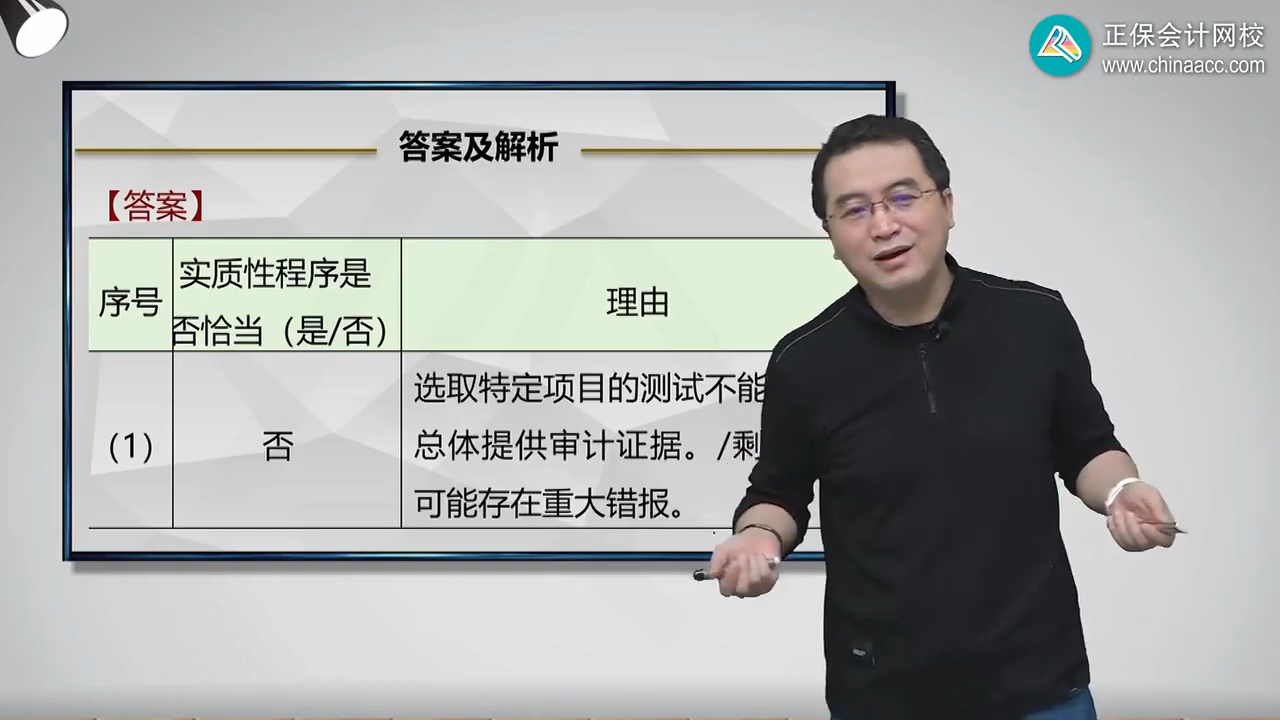 正保会计网校
www.chinaacc.com
答案及解析
【答案】
序号
实质性程序是
否恰当（是/否）
理由
(1)
否
选取特定项目的测试不能
总体提供审计证据。/剩
可能存在重大错报。